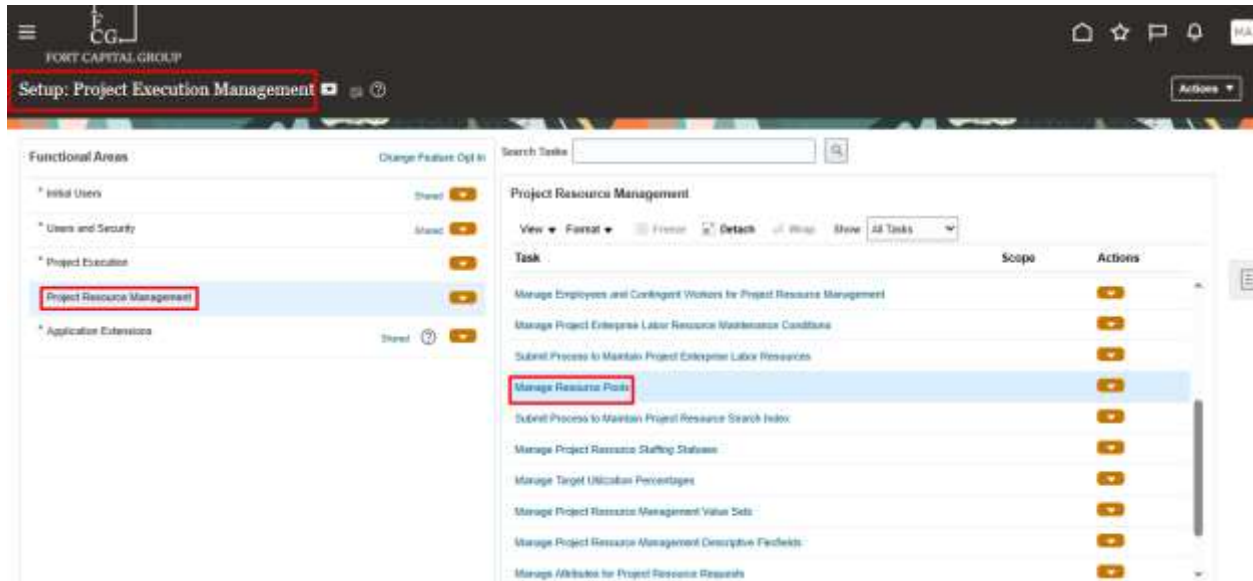 F
CG
FORT CAPITAL GROUP
Setup: Project Execution Management
Actions
Functional Areas
Change Feature Opt In
Search Tasks
* Initial Users
Shared
Project Resource Management
* Users and Security
Shared
View Format Freeze Detach Wrap Show All Tasks
* Project Execution
Task Scope Actions
Project Resource Management
Manage Employees and Contingent Workers for Project Resource Management
* Application Extensions
Shared
Manage Project Enterprise Labor Resource Maintenance Conditions
Submit Process to Maintain Project Enterprise Labor Resources
Manage Resource Pools
Submit Process to Maintain Project Resource Search Index
Manage Project Resource Staffing Statuses
Manage Target Utilization Percentages
Manage Project Resource Management Value Sets
Manage Project Resource Management Descriptive Flexfields
Manage Attributes for Project Resource Requests